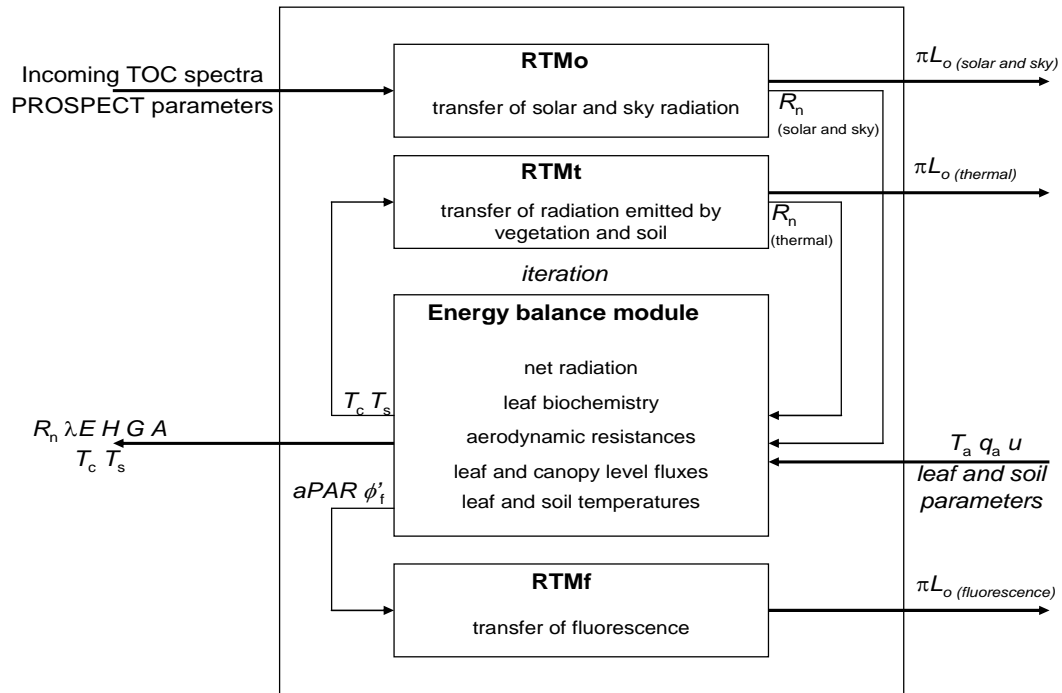 RTMo
transfer of solar and sky radiation
Incoming TOC spectra
PROSPECT parameters
πLo (solar and sky)
Rn
(solar and sky)
RTMt
transfer of radiation emitted by
vegetation and soil
πLo (thermal)
Rn
(thermal)
iteration
Energy balance module
net radiation
leaf biochemistry
aerodynamic resistances
leaf and canopy level fluxes
leaf and soil temperatures
Tc Ts
Rn λE H G A
Tc Ts
aPAR ϕ'f
Ta qa u
leaf and soil
parameters
RTMf
transfer of fluorescence
πLo (fluorescence)